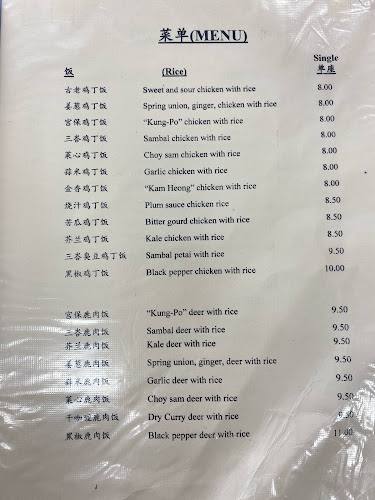 菜单(MENU)
Single
饭 (Rice) 单座
古老鸡丁饭 Sweet and sour chicken with rice 8.00
姜葱鸡丁饭 Spring union, ginger, chicken with rice 8.00
宫保鸡丁饭 “Kung-Po” chicken with rice 8.00
三峇鸡丁饭 Sambal chicken with rice 8.00
菜心鸡丁饭 Choy sam chicken with rice 8.00
蒜米鸡丁饭 Garlic chicken with rice 8.00
金香鸡丁饭 “Kam Heong” chicken with rice 8.00
烧汁鸡丁饭 Plum sauce chicken with rice 8.50
苦瓜鸡丁饭 Bitter gourd chicken with rice 8.50
芥兰鸡丁饭 Kale chicken with rice 8.50
三峇臭豆鸡丁饭 Sambal petai with rice 9.50
黑椒鸡丁饭 Black pepper chicken with rice 10.00
宫保鹿肉饭 “Kung-Po” deer with rice 9.50
三峇鹿肉饭 Sambal deer with rice 9.50
芥兰鹿肉饭 Kale deer with rice 9.50
姜葱鹿肉饭 Spring union, ginger, deer with rice 9.50
蒜米鹿肉饭 Garlic deer with rice 9.50
菜心鹿肉饭 Choy sam deer with rice 9.50
干咖喱鹿肉饭 Dry Curry deer with rice 9.50
黑椒鹿肉饭 Black pepper deer with rice 11.00